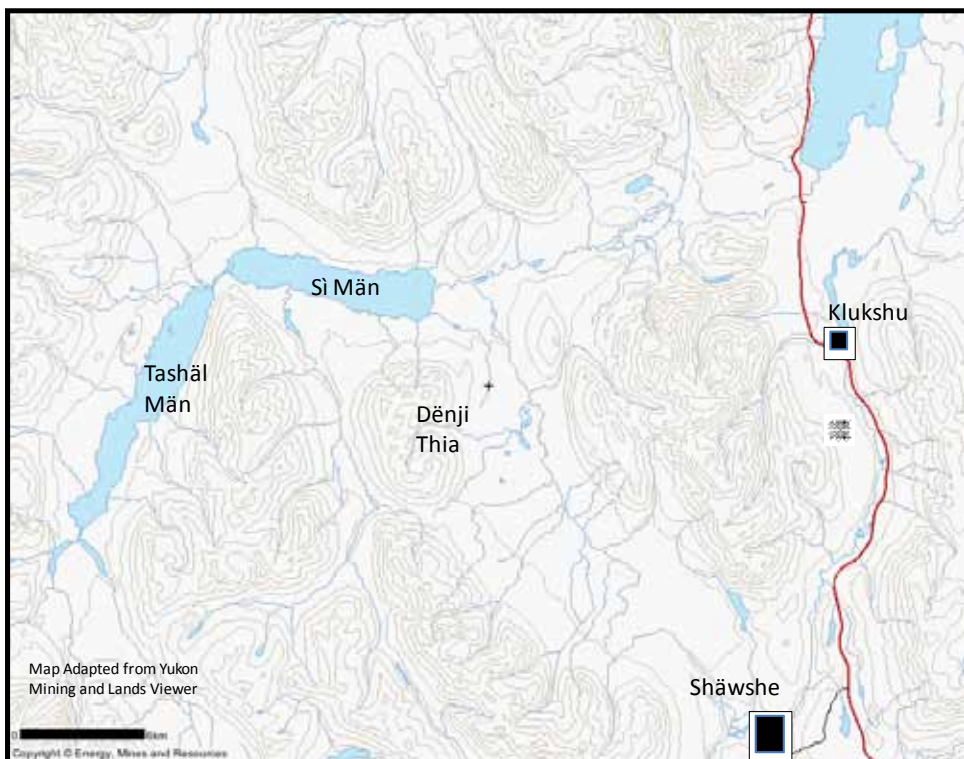 Sì Män
Klukshu
Tashäl
Män
Dënji
Thia
Map Adapted from Yukon
Mining and Lands Viewer
Shäwshe
0
Copyright © Energy, Mines and Resources